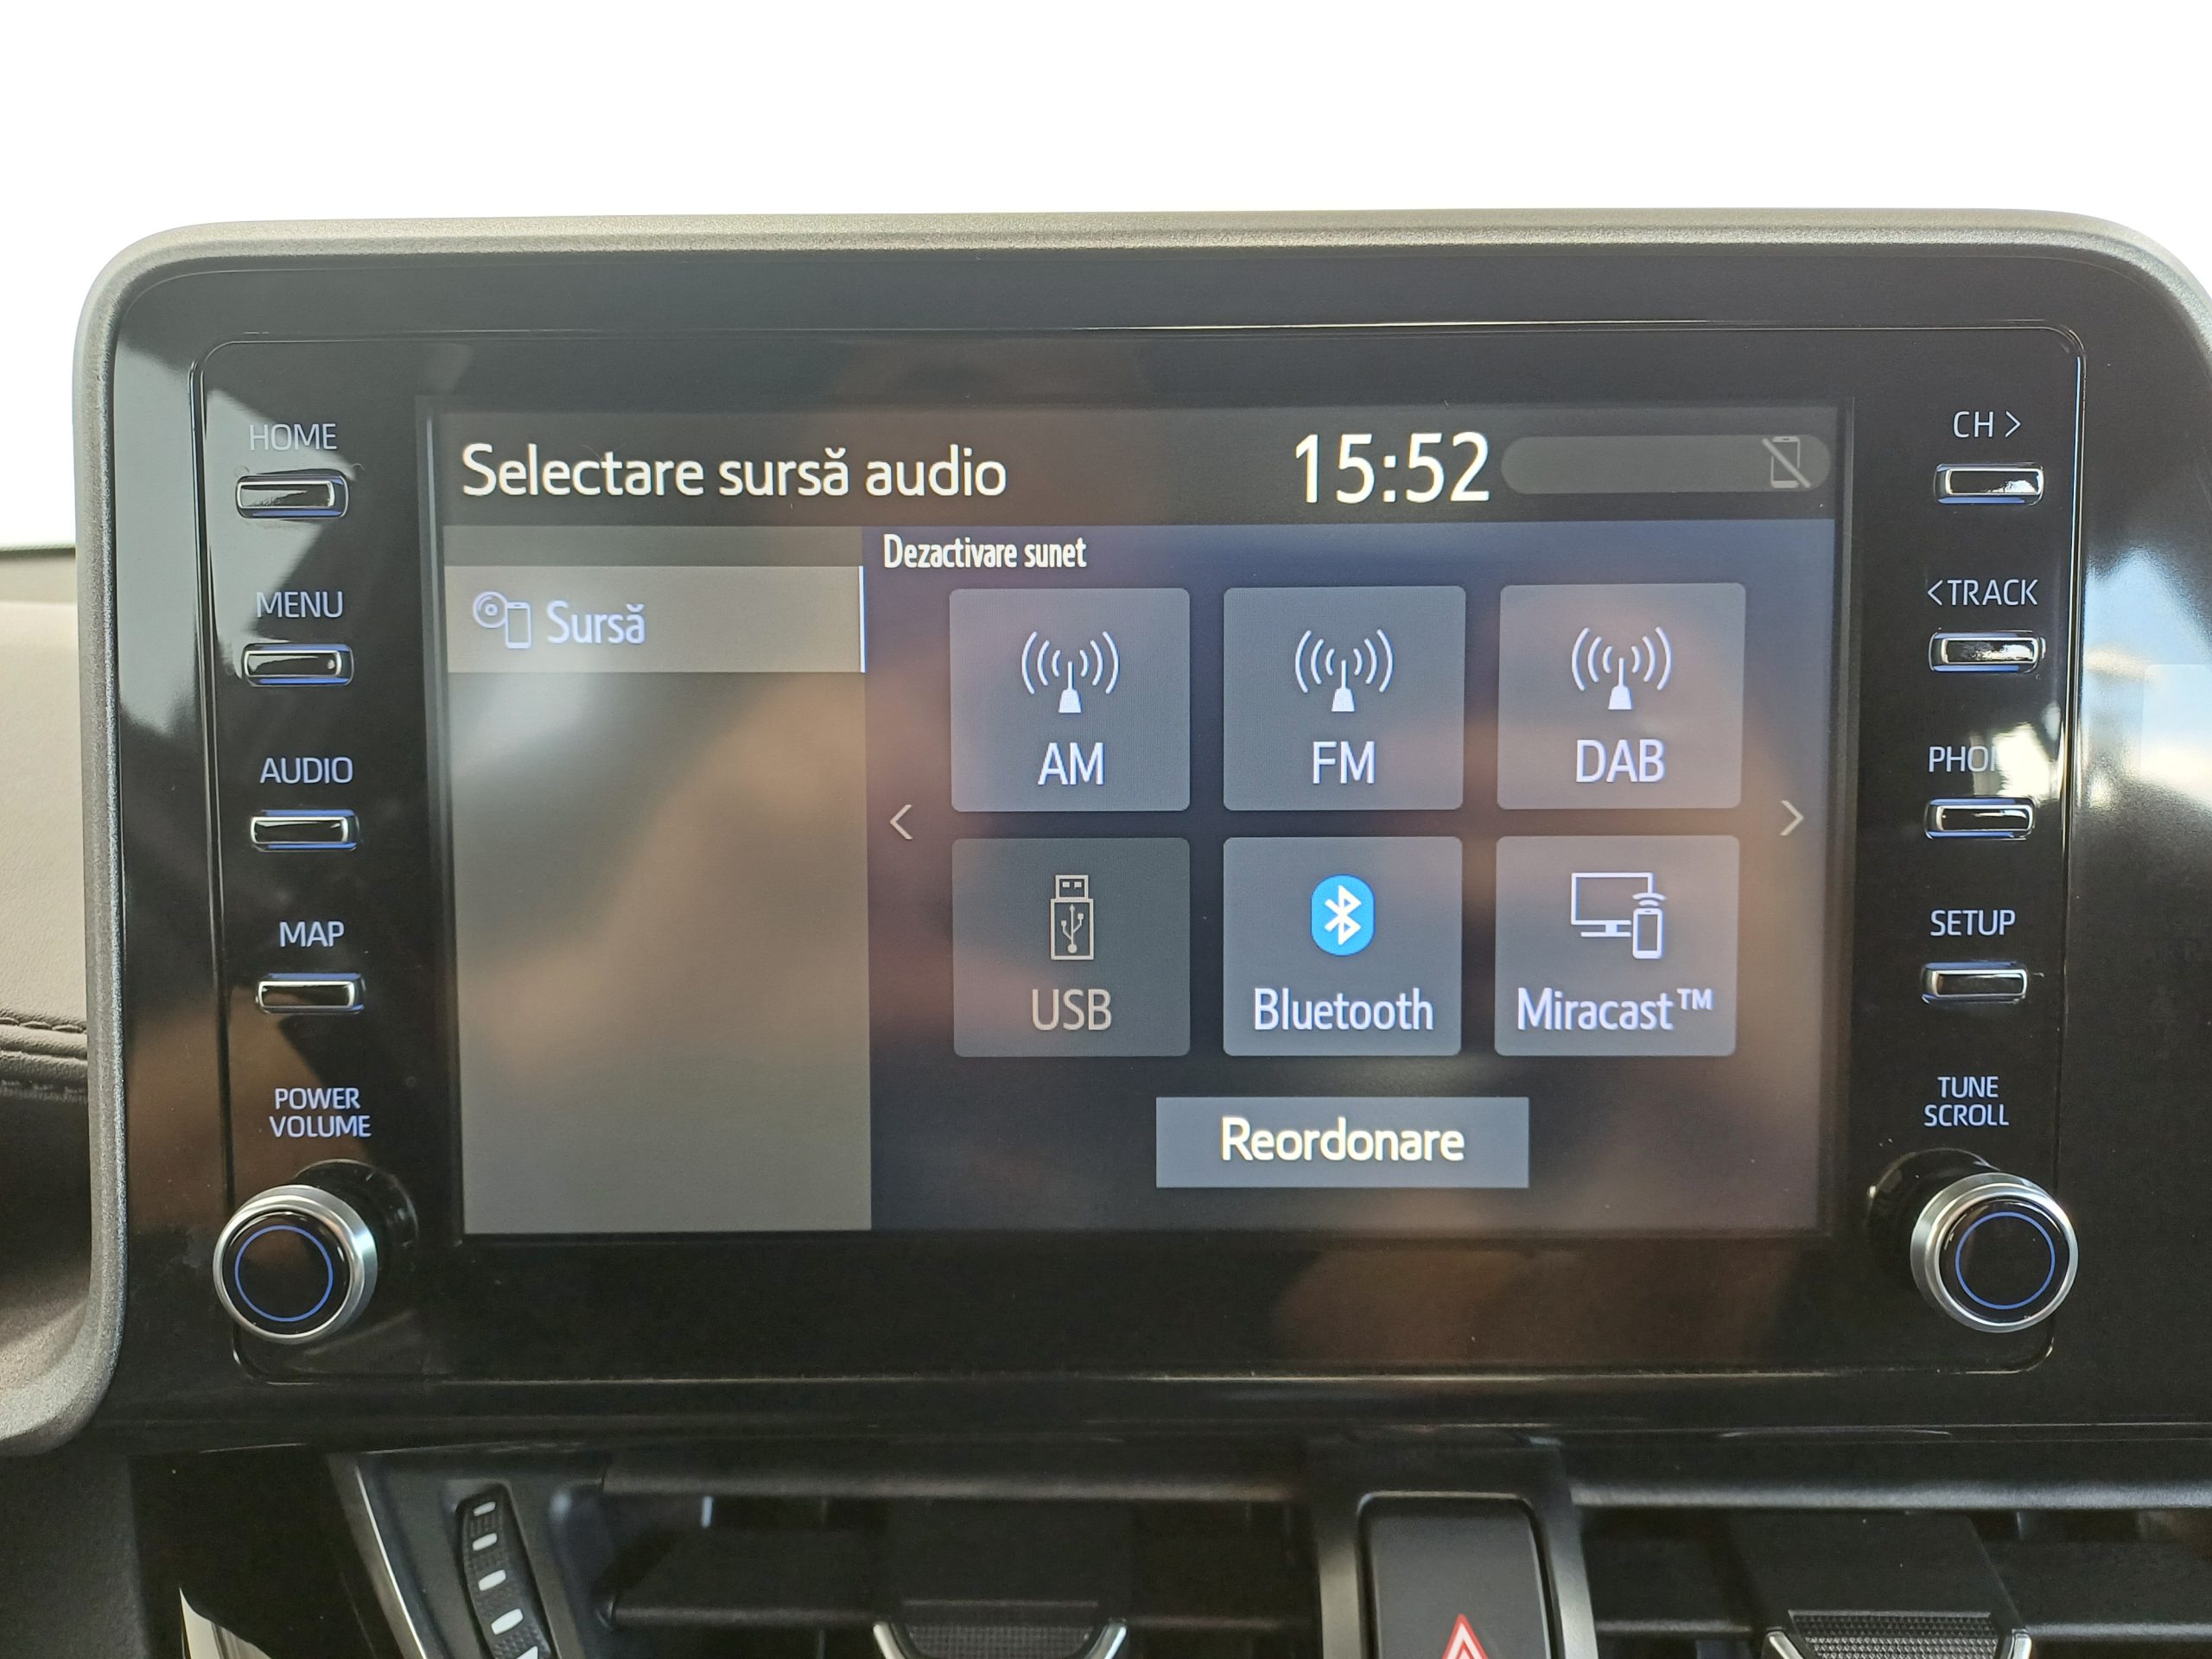 HOME
MENU
AUDIO
MAP
POWER
VOLUME
Selectare sursă audio
15:52
Sursă
Dezactivare sunet
AM
FM
DAB
USB
Bluetooth
Miracast™
Reordonare
CH >
< TRACK
SETUP
TUNE
SCROLL